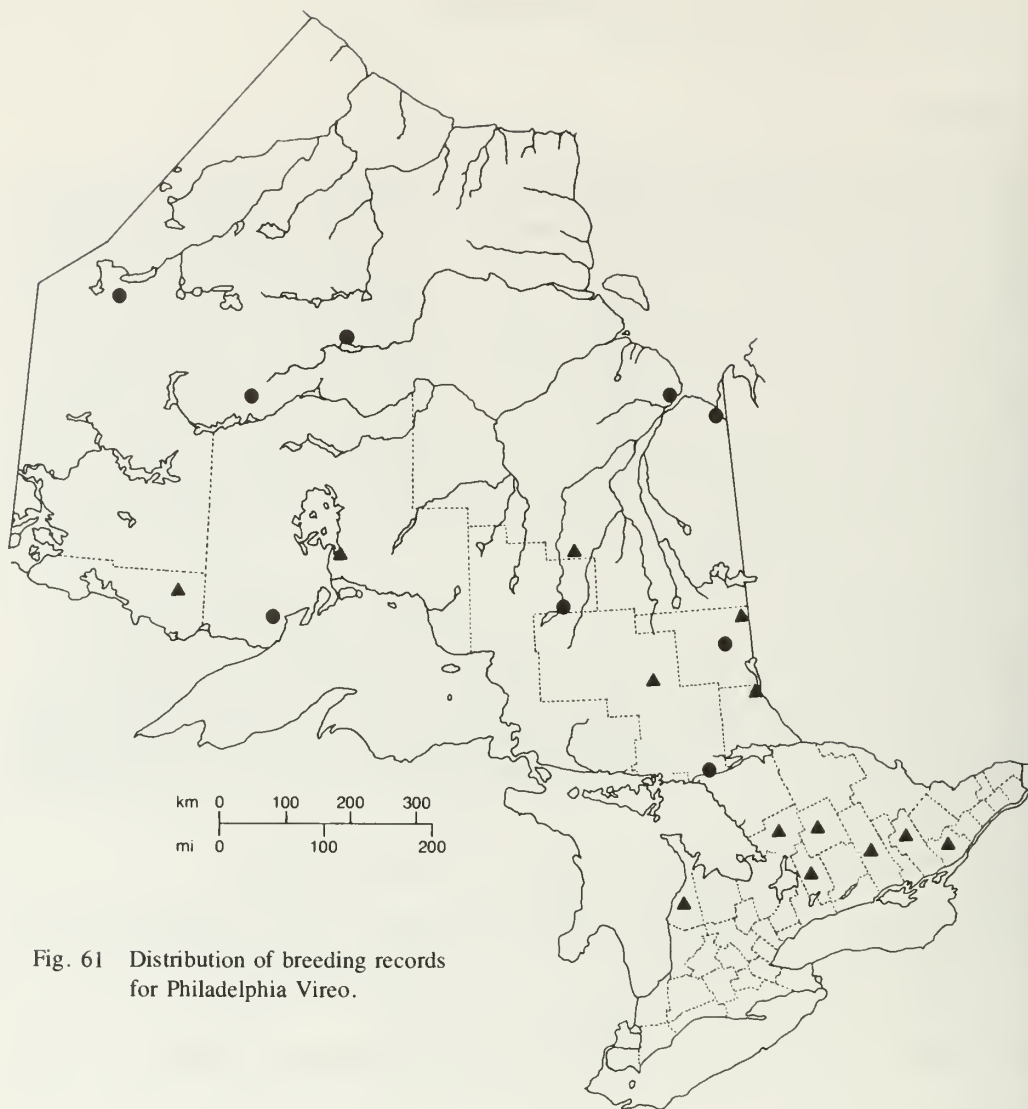 km 0 100 200 300
mi 0 100 200
Fig. 61 Distribution of breeding records
for Philadelphia Vireo.